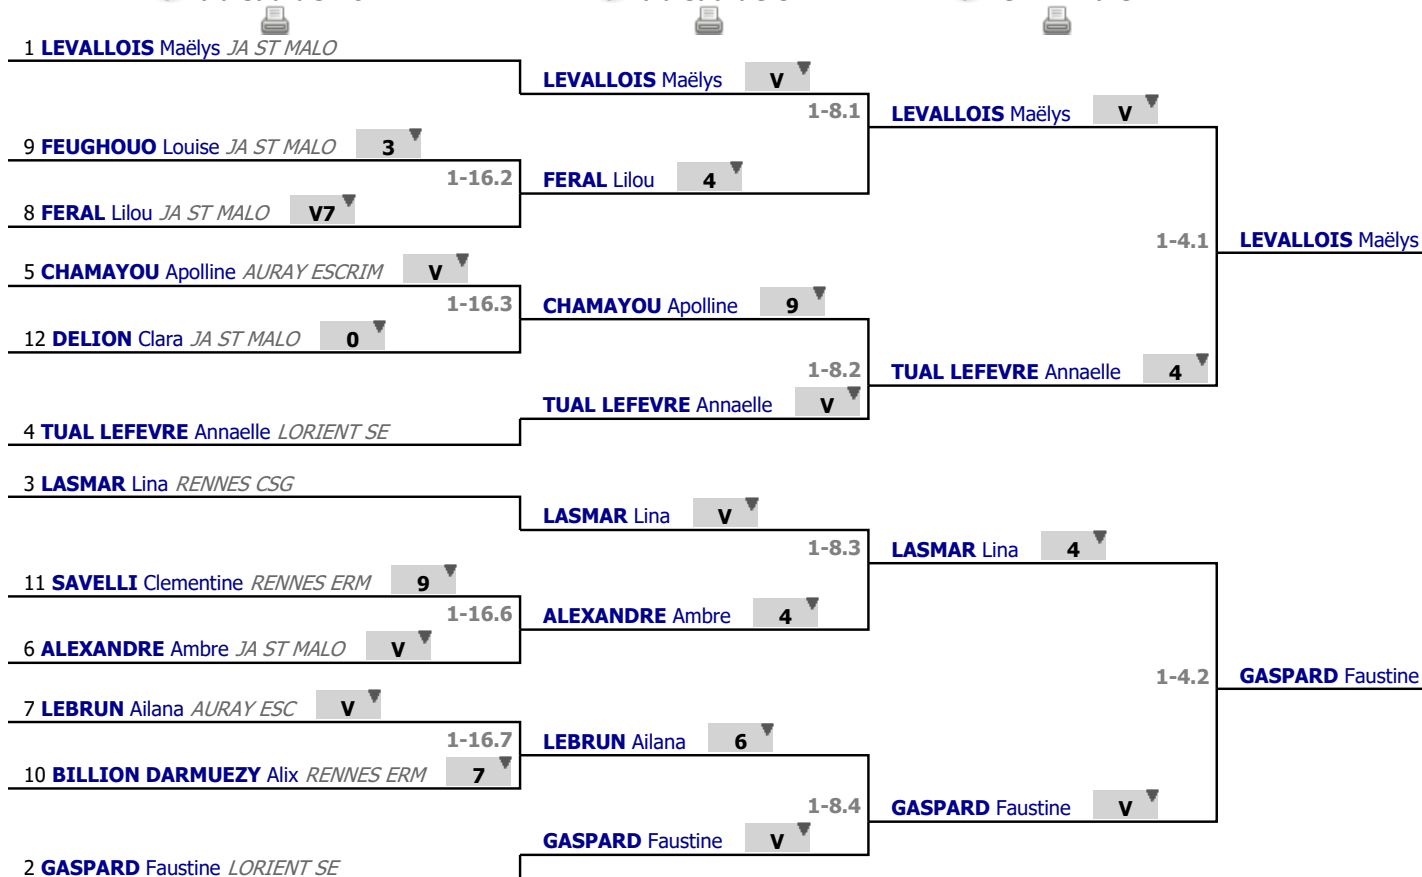 1 LEVALLOIS Maëlys JA ST MALO
LEVALLOIS Maëlys V
1-8.1
LEVALLOIS Maëlys V
9 FEUGHOUO Louise JA ST MALO 3
1-16.2
FERAL Lilou 4
8 FERAL Lilou JA ST MALO V7
1-4.1
LEVALLOIS Maëlys
5 CHAMAYOU Apolline AURAY ESCRIM V
1-16.3
CHAMAYOU Apolline 9
12 DELION Clara JA ST MALO 0
1-8.2
TUAL LEFEVRE Annaelle 4
TUAL LEFEVRE Annaelle V
4 TUAL LEFEVRE Annaelle LORIENT SE
3 LASMAR Lina RENNES CSG
LASMAR Lina V
1-8.3
LASMAR Lina 4
11 SAVELLI Clementine RENNES ERM 9
1-16.6
ALEXANDRE Ambre 4
6 ALEXANDRE Ambre JA ST MALO V
1-4.2
GASPARD Faustine
7 LEBRUN Ailana AURAY ESC V
1-16.7
LEBRUN Ailana 6
10 BILLION DARMUEZY Alix RENNES ERM 7
1-8.4
GASPARD Faustine V
GASPARD Faustine V
2 GASPARD Faustine LORIENT SE